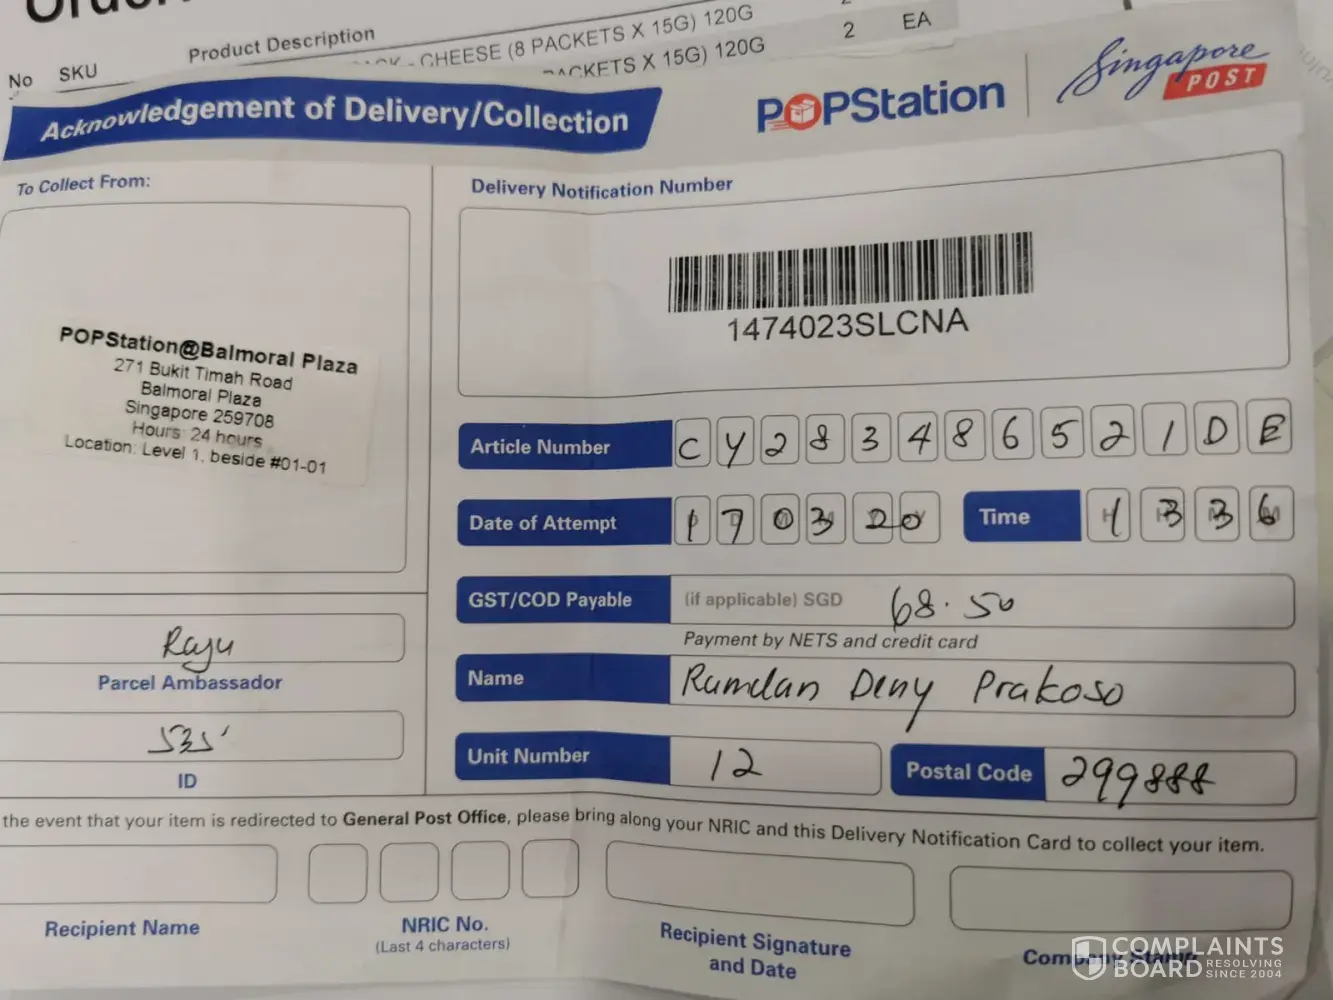 No SKU Product Description
CHEESE (8 PACKETS X 15G) 120G
PACKETS X 15G) 120G 2 EA
Acknowledgement of Delivery/Collection
POPStation
Singapore
POST
To Collect From:
POPStation@Balmoral Plaza
271 Bukit Timah Road
Balmoral Plaza
Singapore 259708
Hours: 24 hours
Location: Level 1, beside #01-01
Delivery Notification Number
1474023SLCNA
Article Number CY283486521DE
Date of Attempt 170320 Time 1336
GST/COD Payable (if applicable) SGD 68.50
Payment by NETS and credit card
Raju
Parcel Ambassador
Name Ramdan Deny Prakoso
535
ID
Unit Number 12 Postal Code 299888
the event that your item is redirected to General Post Office, please bring along your NRIC and this Delivery Notification Card to collect your item.
Recipient Name
NRIC No.
(Last 4 characters)
Recipient Signature
and Date
Company Stamp
COMPLAINTS
BOARD RESOLVING
SINCE 2004